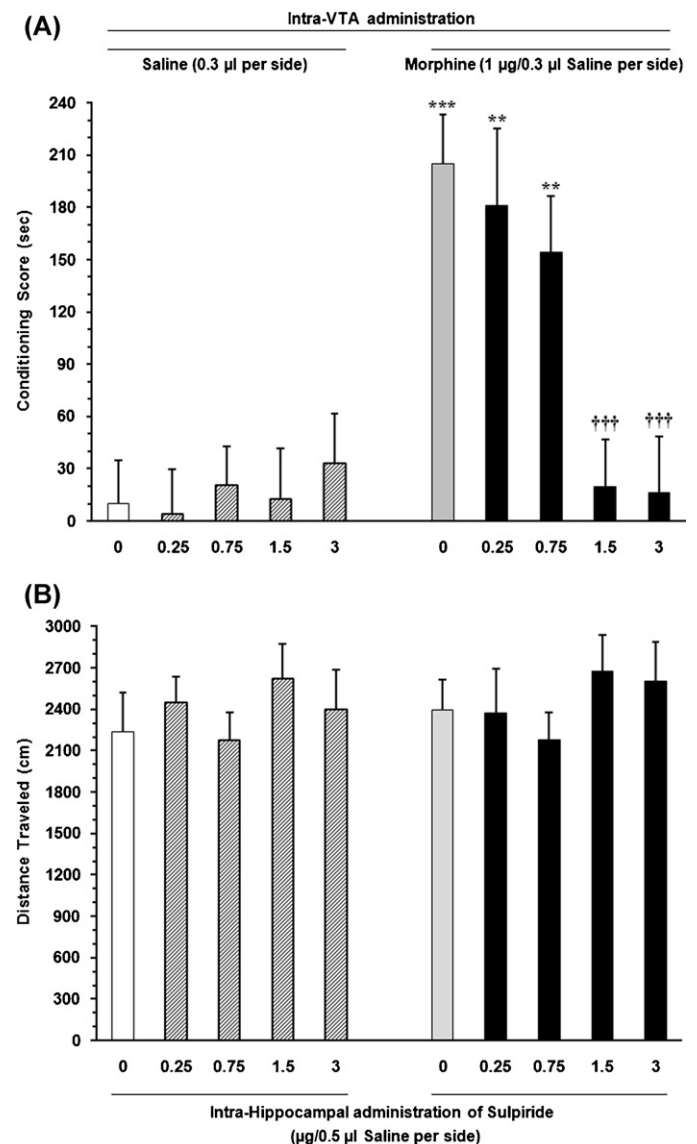 (A)
Intra-VTA administration
Saline (0.3 µl per side) Morphine (1 µg/0.3 µl Saline per side)
Conditioning Score (sec)
240
210
180
150
120
90
60
30
0
*** ** ** ††† †††
0 0.25 0.75 1.5 3 0 0.25 0.75 1.5 3
(B)
Distance Traveled (cm)
3000
2700
2400
2100
1800
1500
1200
900
600
300
0
0 0.25 0.75 1.5 3 0 0.25 0.75 1.5 3
Intra-Hippocampal administration of Sulpiride
(µg/0.5 µl Saline per side)